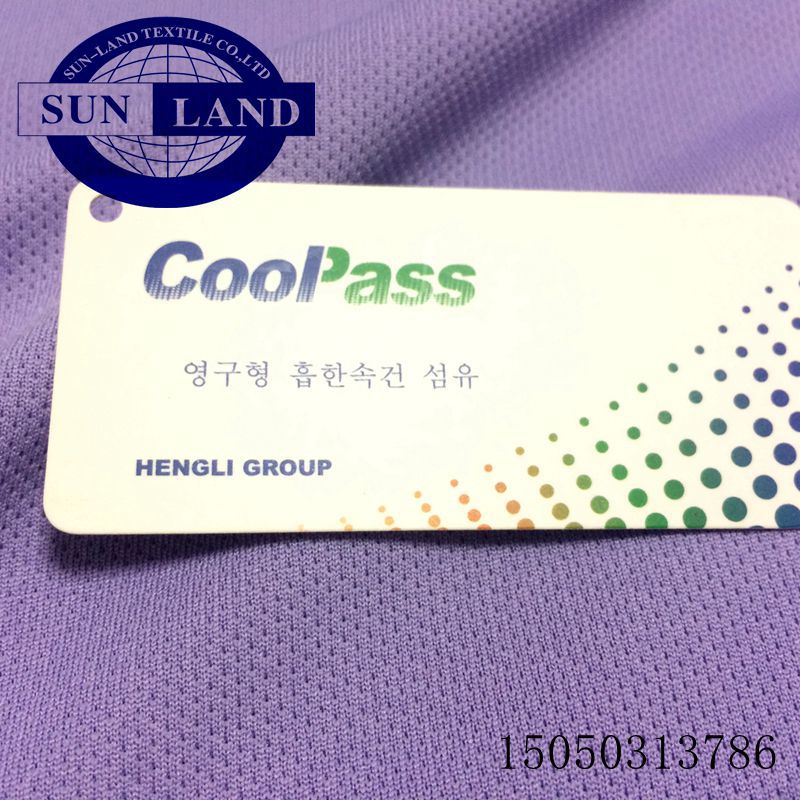 SUN-LAND TEXTILE CO.,LTD
SUN LAND
CoolPass
영구형 흡한속건 섬유
HENGLI GROUP
15050313786